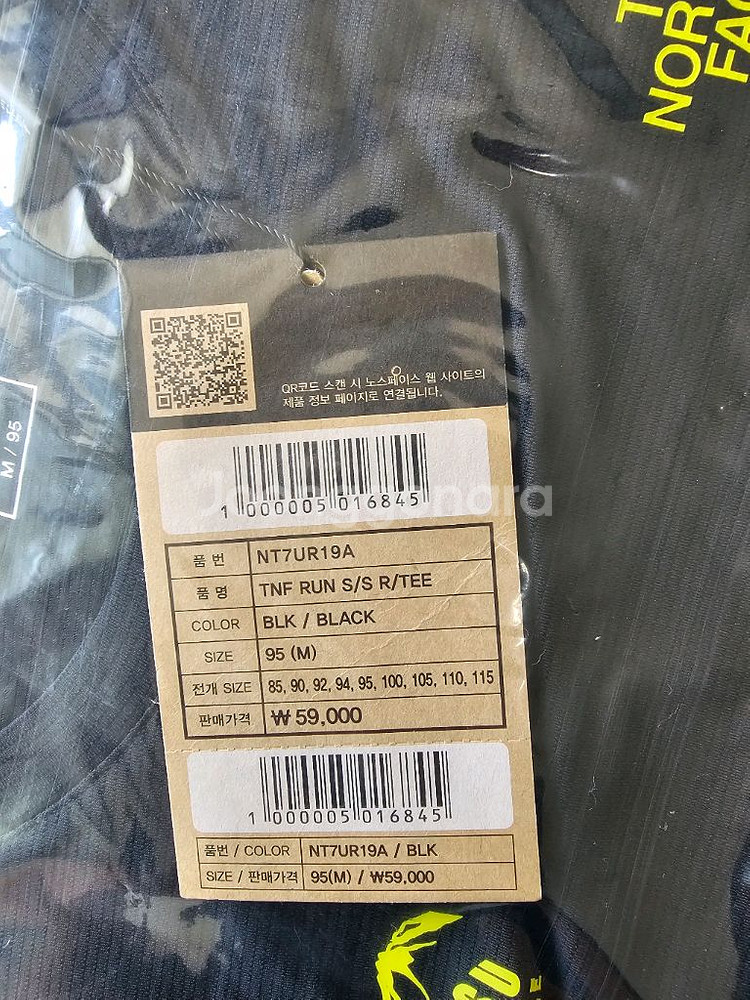 T
NOR
FA
M / 95
QR코드 스캔 시 노스페이스 웹 사이트의
제품 정보 페이지로 연결됩니다.
1 000005 016845
Joonggonara
품 번 NT7UR19A
품 명 TNF RUN S/S R/TEE
COLOR BLK / BLACK
SIZE 95 (M)
전개 SIZE 85, 90, 92, 94, 95, 100, 105, 110, 115
판매가격 ₩ 59,000
1 000005 016845
품번 / COLOR NT7UR19A / BLK
SIZE / 판매가격 95(M) / ₩59,000
SU